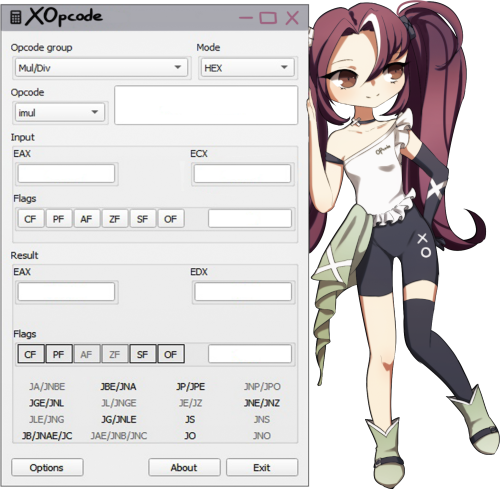 XOpcode
Opcode group Mode
Mul/Div HEX
Opcode
imul
Input
EAX ECX
Flags
CF PF AF ZF SF OF
Result
EAX EDX
Flags
CF PF AF ZF SF OF
JA/JNBE JBE/JNA JP/JPE JNP/JPO
JGE/JNL JL/JNGE JE/JZ JNE/JNZ
JLE/JNG JG/JNLE JS JNS
JB/JNAE/JC JAE/JNB/JNC JO JNO
Options About Exit
OPcode
X
O